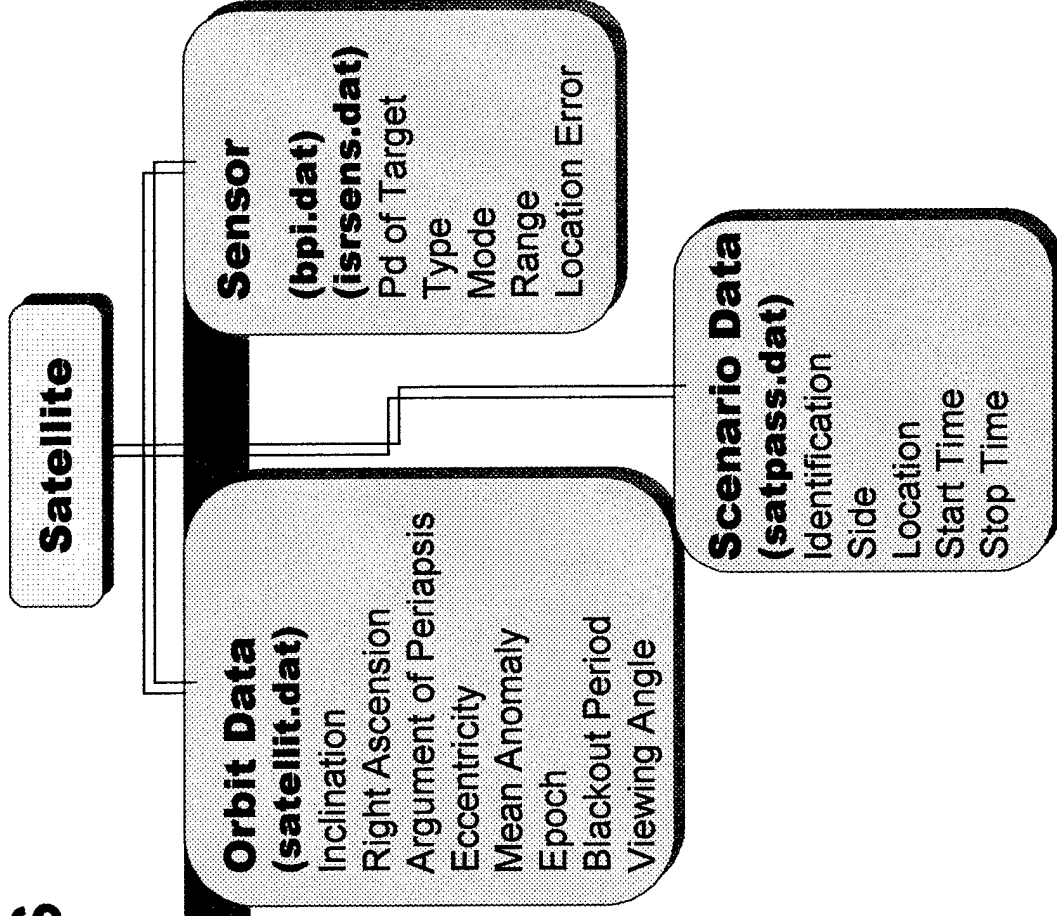 Satellite
Orbit Data
(satellit.dat)
Inclination
Right Ascension
Argument of Periapsis
Eccentricity
Mean Anomaly
Epoch
Blackout Period
Viewing Angle
Sensor
(bpi.dat)
(isrsens.dat)
Pd of Target
Type
Mode
Range
Location Error
Scenario Data
(satpass.dat)
Identification
Side
Location
Start Time
Stop Time